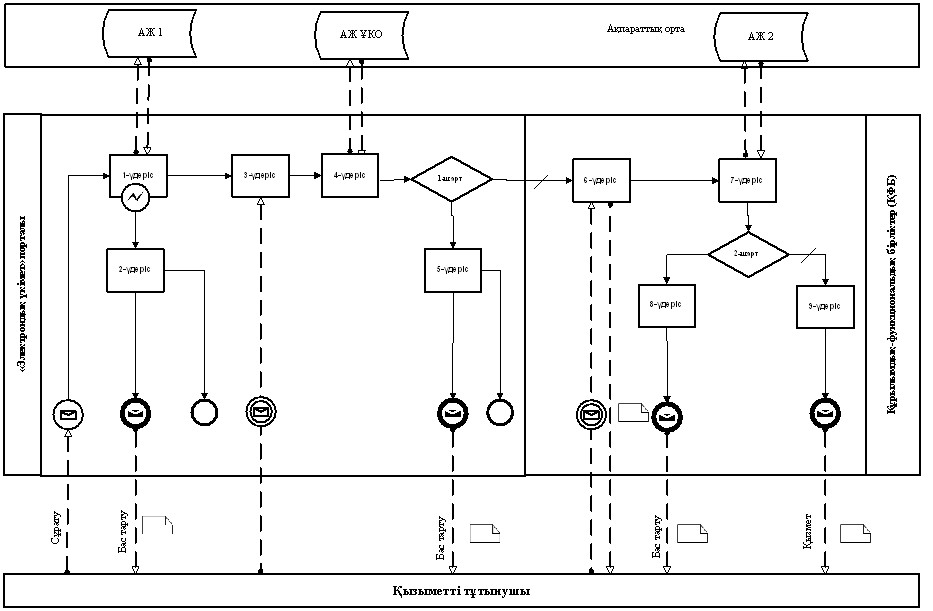 АЖ 1
АЖ ҰКО
Ақпараттық орта
АЖ 2
«Электрондық үкімет» порталы
1-үдеріс
3-үдеріс
4-үдеріс
1-шарт
6-үдеріс
7-үдеріс
2-үдеріс
5-үдеріс
2-шарт
8-үдеріс
9-үдеріс
Құрылымдық-функционалдық бірліктер (ҚФБ)
Сұрату
Бас тарту
Бас тарту
Бас тарту
Қызмет
Қызыметті тұтынушы